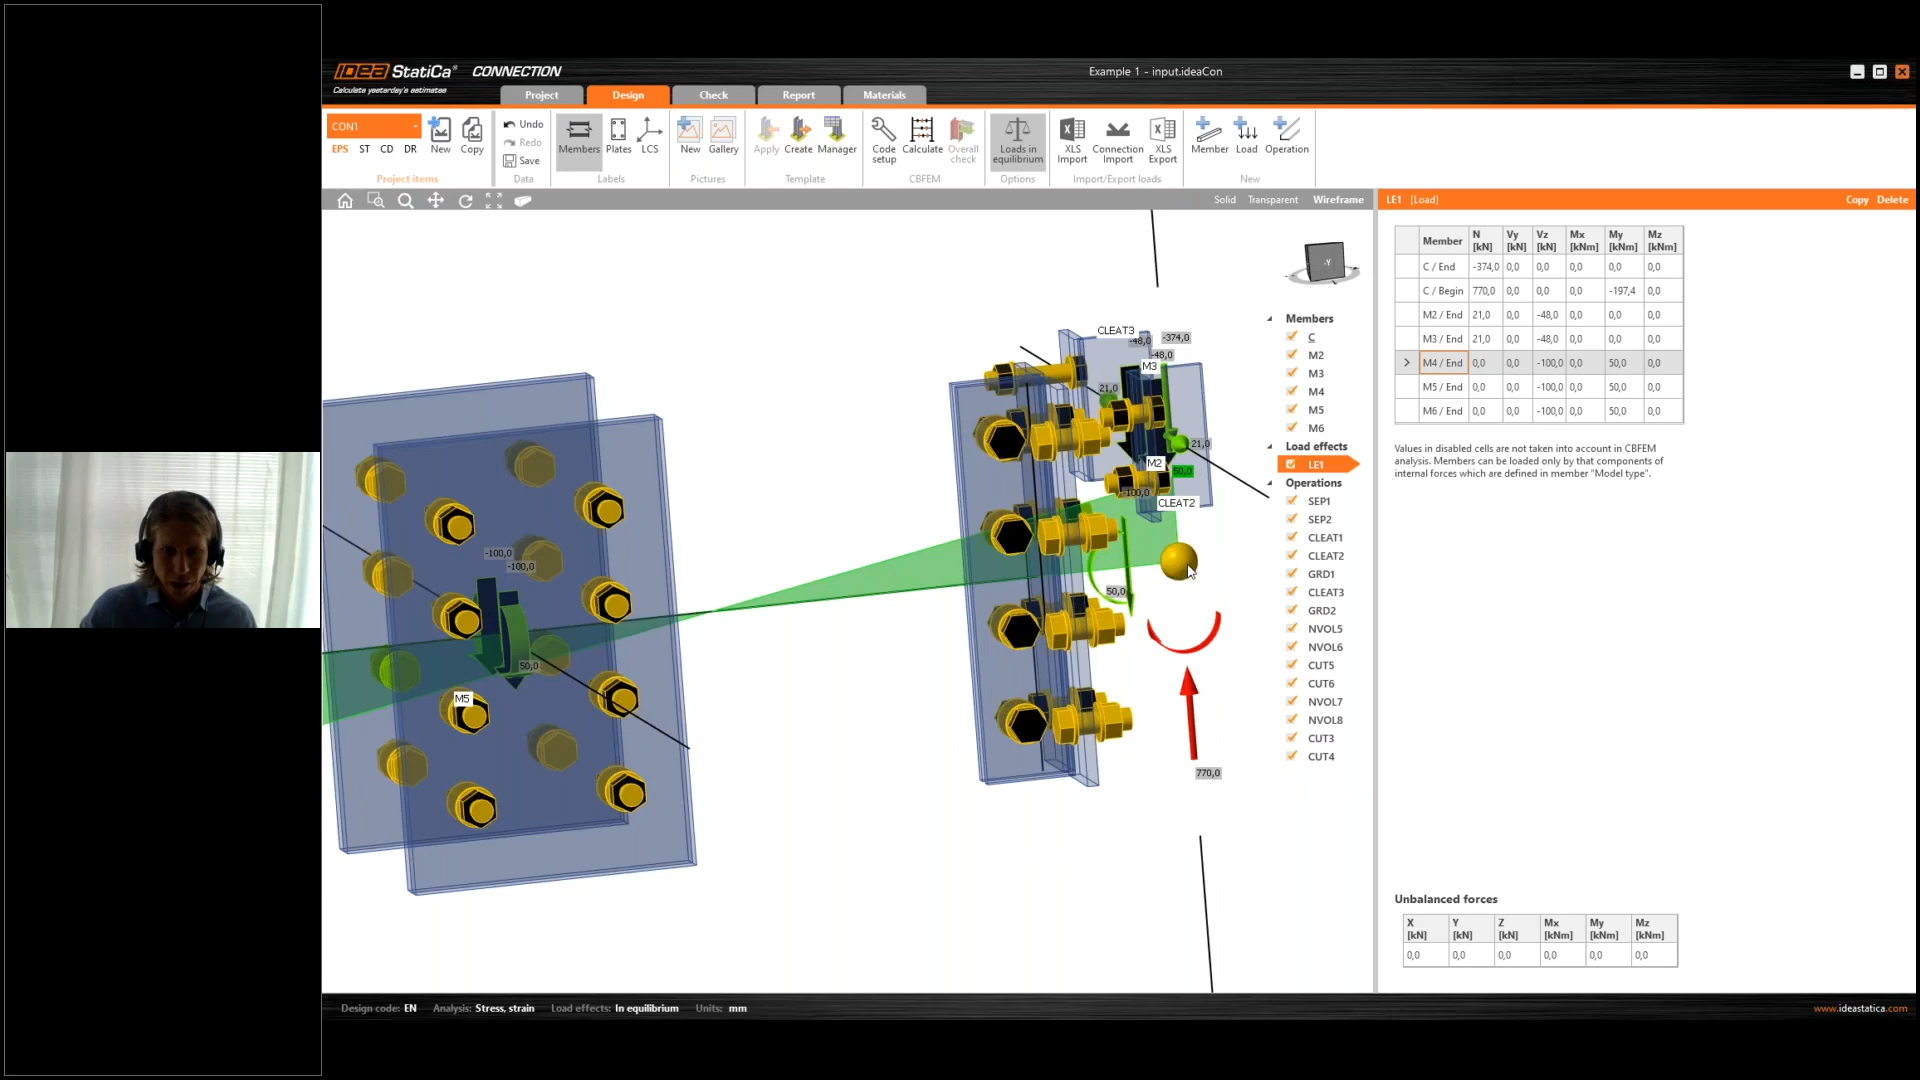 IDEA StatiCa® CONNECTION
Calculate yesterday's estimates
Example 1 - input.ideaCon
Project
Design
Check
Report
Materials
CON1
EPS ST CD DR
New
Copy
Project items
Undo
Redo
Save
Data
Members
Plates
LCS
Labels
New
Gallery
Pictures
Apply
Create
Manager
Template
Code setup
Calculate
Overall check
CBFEM
Loads in equilibrium
Options
XLS Import
Connection Import
XLS Export
Import/Export loads
Member
Load
Operation
New
Solid Transparent Wireframe
LE1 [Load]
Copy Delete
Member N [kN] Vy [kN] Vz [kN] Mx [kNm] My [kNm] Mz [kNm]
C / End -374,0 0,0 0,0 0,0 0,0 0,0
C / Begin 770,0 0,0 0,0 0,0 -197,4 0,0
M2 / End 21,0 0,0 -48,0 0,0 0,0 0,0
M3 / End 21,0 0,0 -48,0 0,0 0,0 0,0
> M4 / End 0,0 0,0 -100,0 0,0 50,0 0,0
M5 / End 0,0 0,0 -100,0 0,0 50,0 0,0
M6 / End 0,0 0,0 -100,0 0,0 50,0 0,0
Values in disabled cells are not taken into account in CBFEM
analysis. Members can be loaded only by that components of
internal forces which are defined in member "Model type".
Unbalanced forces
X [kN] Y [kN] Z [kN] Mx [kNm] My [kNm] Mz [kNm]
0,0 0,0 0,0 0,0 0,0 0,0
-Y
Members
C
M2
M3
M4
M5
M6
Load effects
LE1
Operations
SEP1
SEP2
CLEAT1
CLEAT2
GRD1
CLEAT3
GRD2
NVOL5
NVOL6
CUT5
CUT6
NVOL7
NVOL8
CUT3
CUT4
CLEAT3
-48,0
-374,0
-48,0
M3
21,0
21,0
M2
50,0
-100,0
CLEAT2
50,0
770,0
-100,0
-100,0
50,0
M5
Design code: EN Analysis: Stress, strain Load effects: In equilibrium Units: mm
www.ideastatica.com